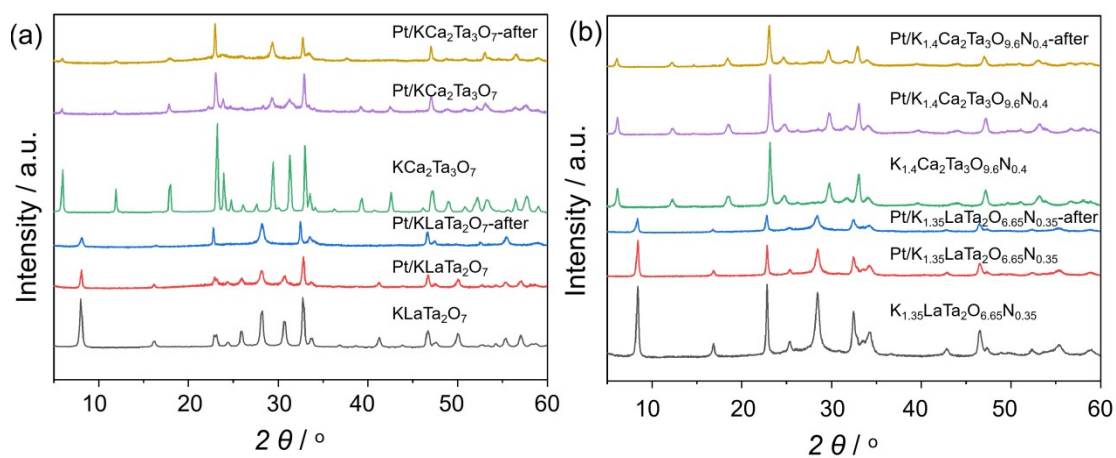 (a)
Pt/KCa₂Ta₃O₇-after
Pt/KCa₂Ta₃O₇
KCa₂Ta₃O₇
Pt/KLaTa₂O₇-after
Pt/KLaTa₂O₇
KLaTa₂O₇
Intensity / a.u.
10 20 30 40 50 60
2 θ / °
(b)
Pt/K₁.₄Ca₂Ta₃O₉.₆N₀.₄-after
Pt/K₁.₄Ca₂Ta₃O₉.₆N₀.₄
K₁.₄Ca₂Ta₃O₉.₆N₀.₄
Pt/K₁.₃₅LaTa₂O₆.₆₅N₀.₃₅-after
Pt/K₁.₃₅LaTa₂O₆.₆₅N₀.₃₅
K₁.₃₅LaTa₂O₆.₆₅N₀.₃₅
Intensity / a.u.
10 20 30 40 50 60
2 θ / °